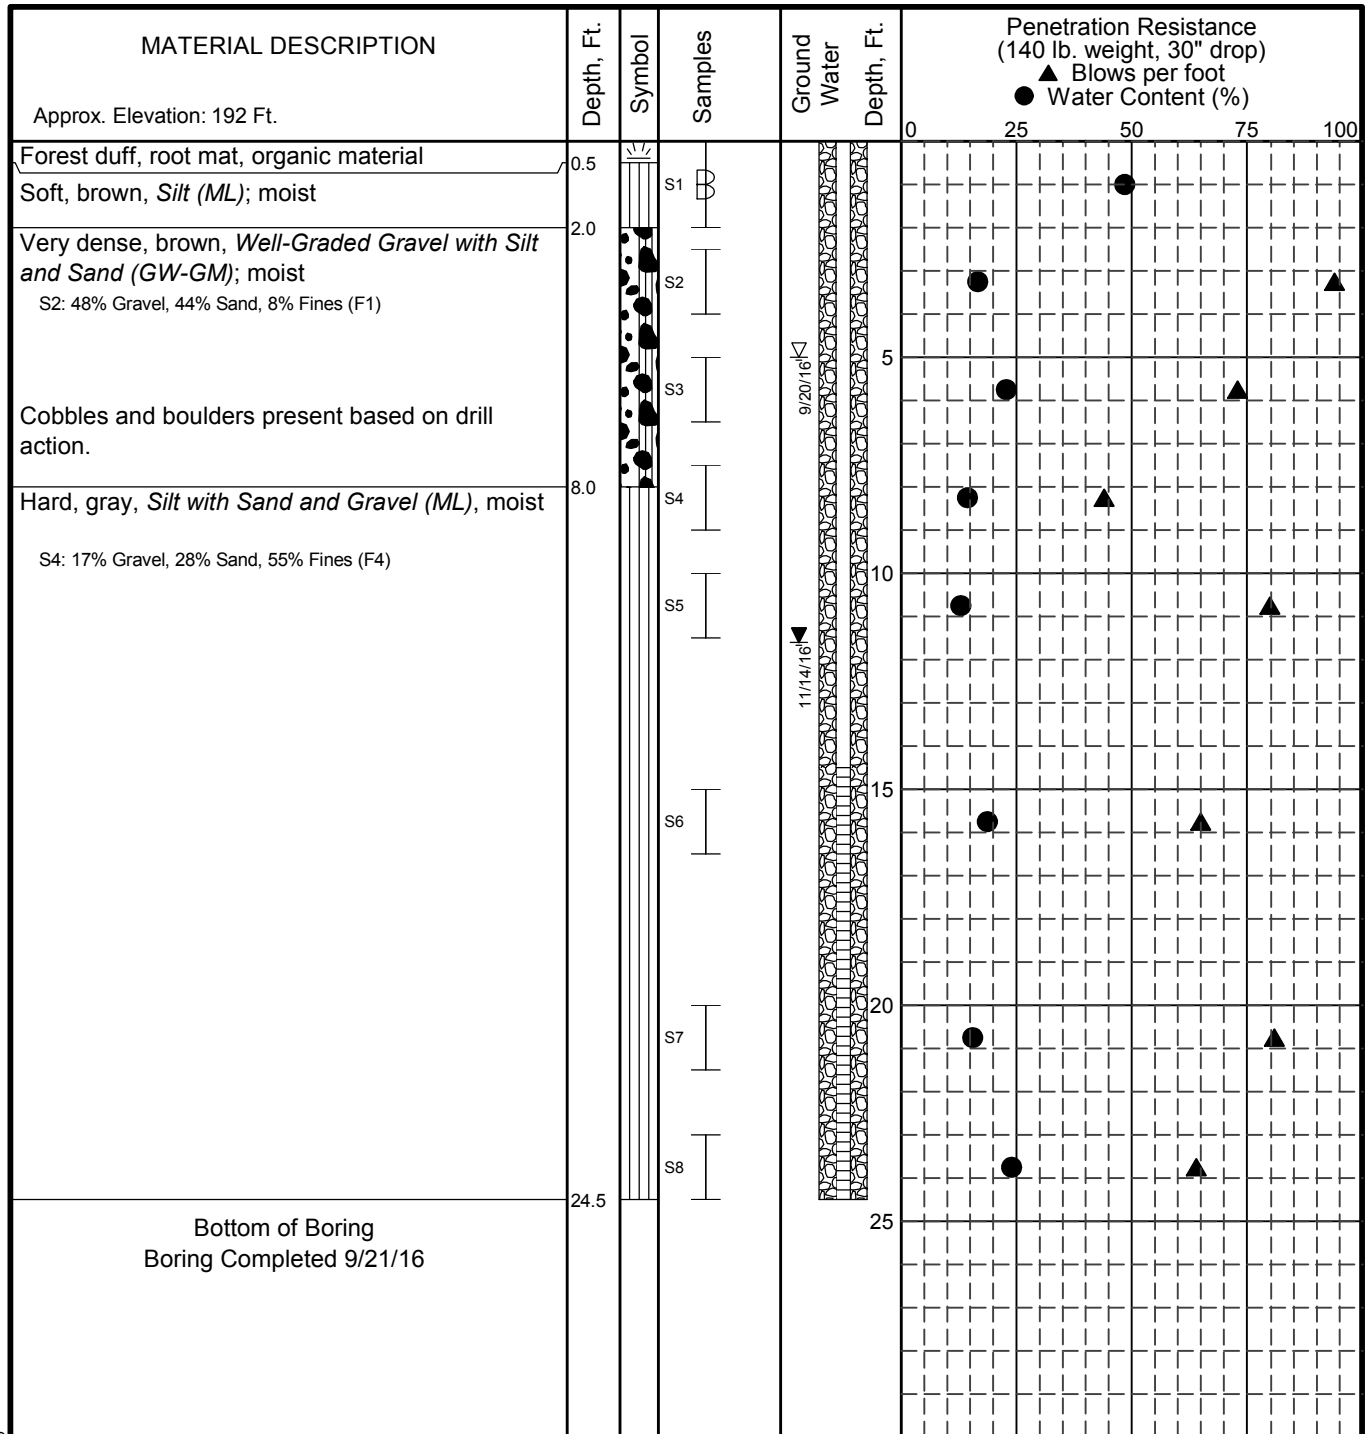 MATERIAL DESCRIPTION
Approx. Elevation: 192 Ft.
Depth, Ft.
Symbol
Samples
Ground
Water
Depth, Ft.
Penetration Resistance
(140 lb. weight, 30" drop)
▲ Blows per foot
● Water Content (%)
0 25 50 75 100
Forest duff, root mat, organic material
0.5
Soft, brown, Silt (ML); moist
S1
2.0
Very dense, brown, Well-Graded Gravel with Silt
and Sand (GW-GM); moist
S2: 48% Gravel, 44% Sand, 8% Fines (F1)
S2
9/20/16
5
S3
Cobbles and boulders present based on drill
action.
8.0
Hard, gray, Silt with Sand and Gravel (ML), moist
S4
S4: 17% Gravel, 28% Sand, 55% Fines (F4)
10
S5
11/14/16
15
S6
20
S7
S8
24.5
25
Bottom of Boring
Boring Completed 9/21/16